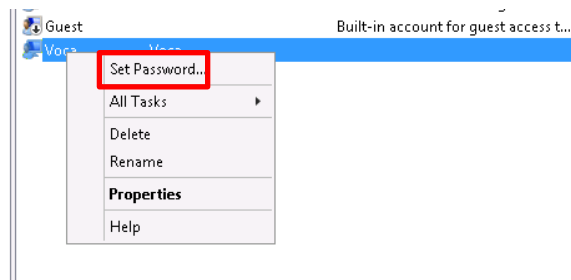 Guest Built-in account for guest access t...
Voca Voca
Set Password...
All Tasks
Delete
Rename
Properties
Help